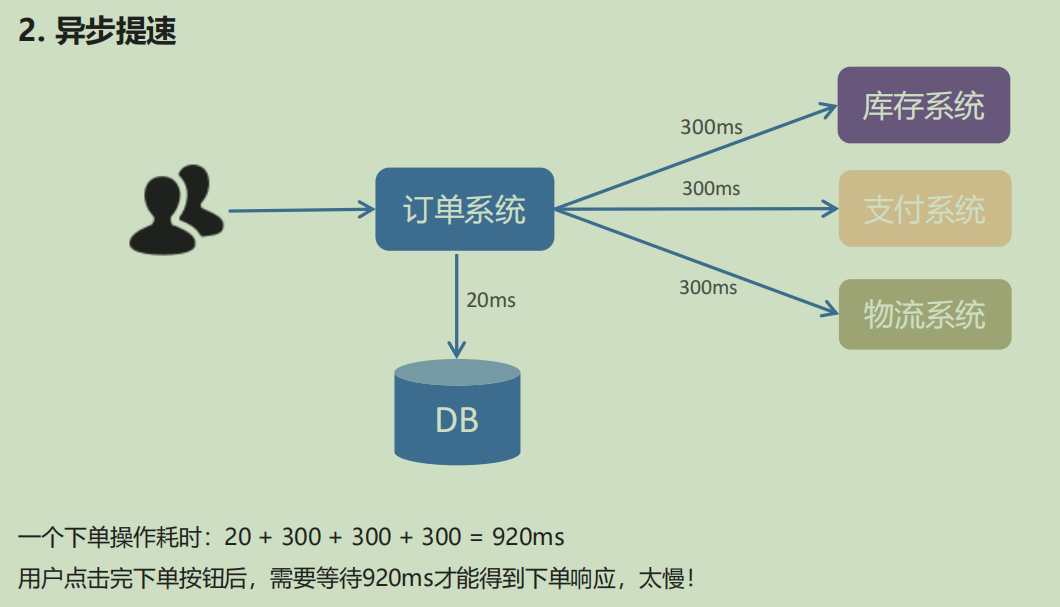 2. 异步提速
库存系统
300ms
订单系统
300ms
支付系统
300ms
物流系统
20ms
DB
一个下单操作耗时：20 + 300 + 300 + 300 = 920ms
用户点击完下单按钮后，需要等待920ms才能得到下单响应，太慢！